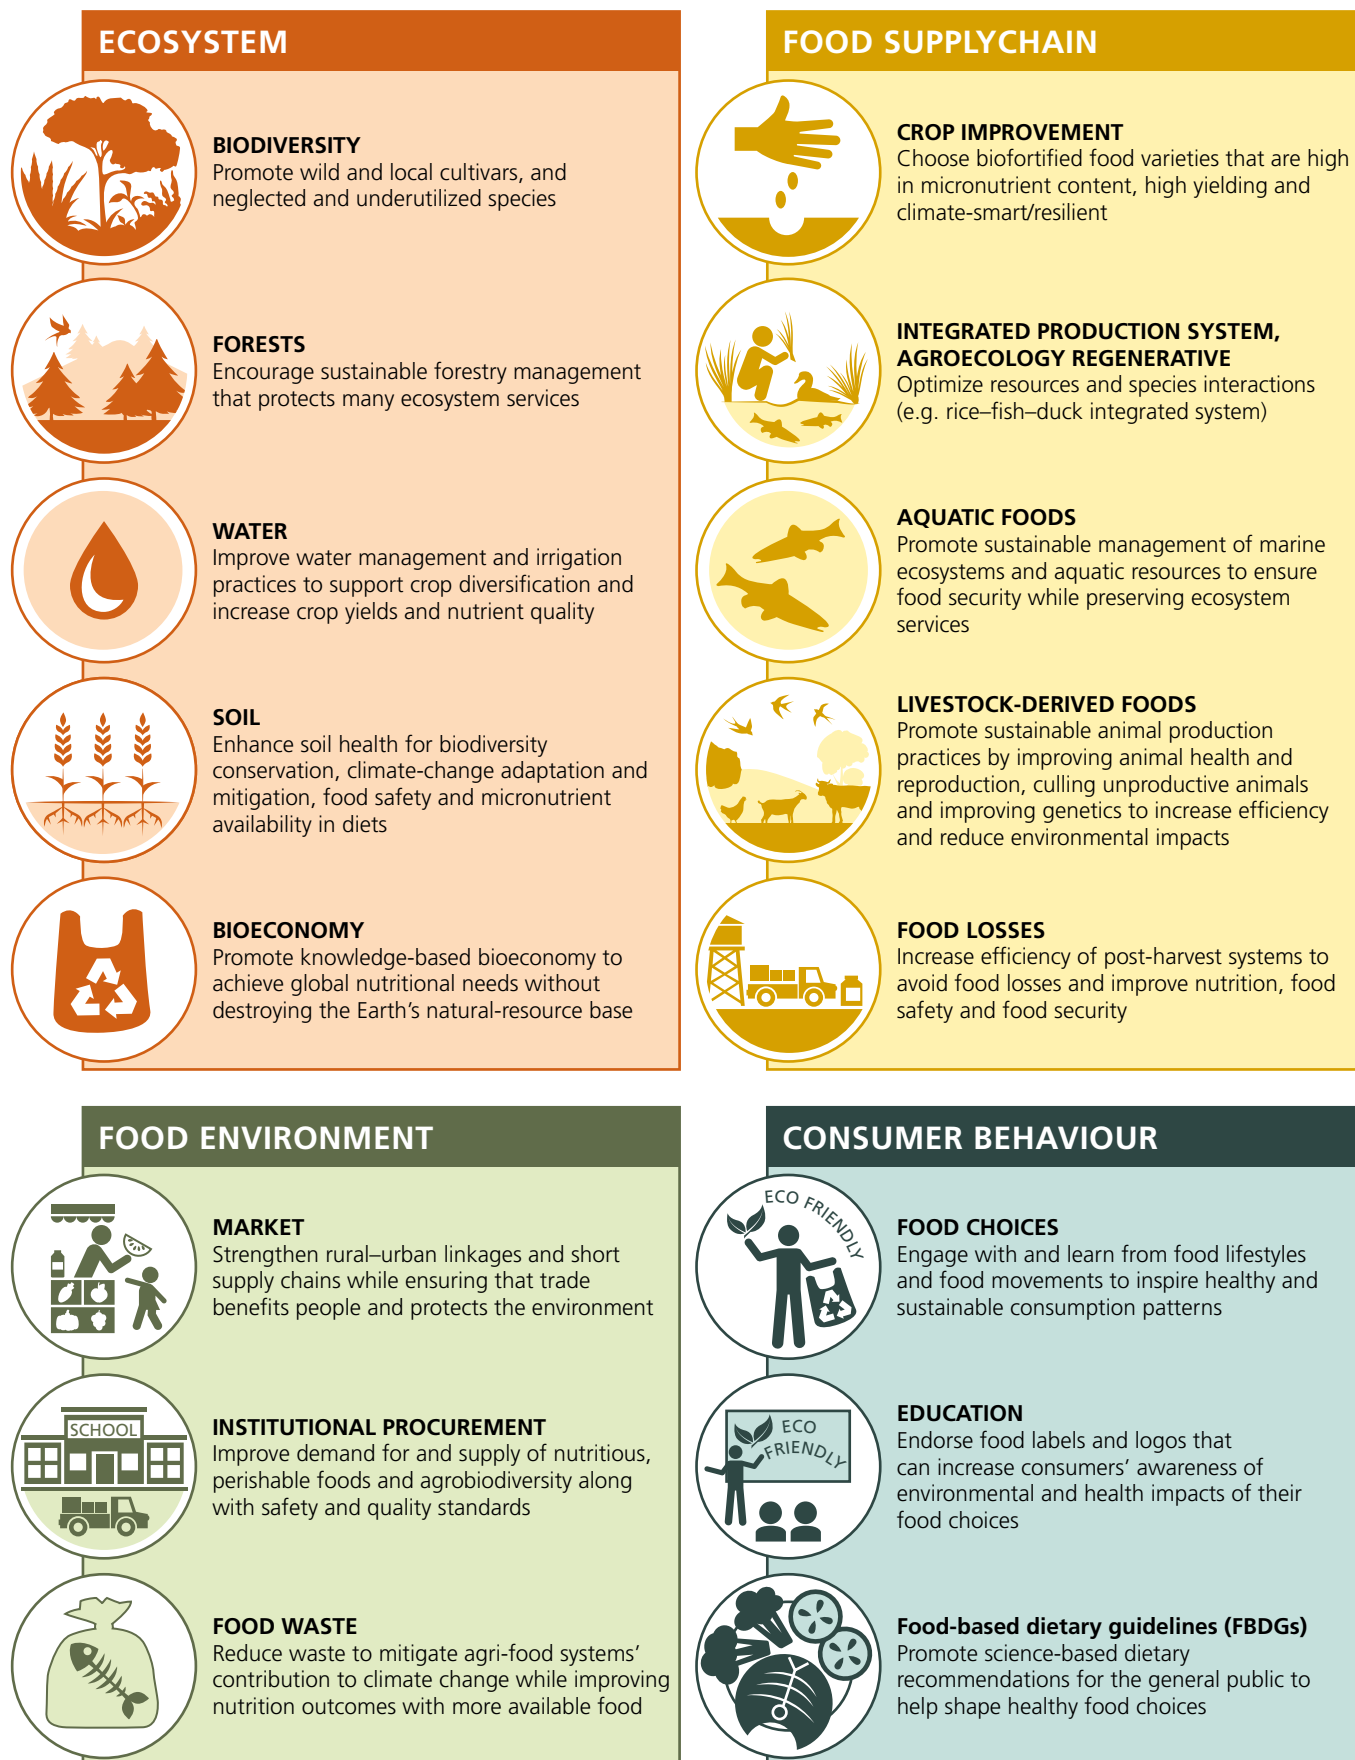 ECOSYSTEM
BIODIVERSITY
Promote wild and local cultivars, and
neglected and underutilized species
FORESTS
Encourage sustainable forestry management
that protects many ecosystem services
WATER
Improve water management and irrigation
practices to support crop diversification and
increase crop yields and nutrient quality
SOIL
Enhance soil health for biodiversity
conservation, climate-change adaptation and
mitigation, food safety and micronutrient
availability in diets
BIOECONOMY
Promote knowledge-based bioeconomy to
achieve global nutritional needs without
destroying the Earth’s natural-resource base
FOOD SUPPLYCHAIN
CROP IMPROVEMENT
Choose biofortified food varieties that are high
in micronutrient content, high yielding and
climate-smart/resilient
INTEGRATED PRODUCTION SYSTEM,
AGROECOLOGY REGENERATIVE
Optimize resources and species interactions
(e.g. rice–fish–duck integrated system)
AQUATIC FOODS
Promote sustainable management of marine
ecosystems and aquatic resources to ensure
food security while preserving ecosystem
services
LIVESTOCK-DERIVED FOODS
Promote sustainable animal production
practices by improving animal health and
reproduction, culling unproductive animals
and improving genetics to increase efficiency
and reduce environmental impacts
FOOD LOSSES
Increase efficiency of post-harvest systems to
avoid food losses and improve nutrition, food
safety and food security
FOOD ENVIRONMENT
MARKET
Strengthen rural–urban linkages and short
supply chains while ensuring that trade
benefits people and protects the environment
SCHOOL
INSTITUTIONAL PROCUREMENT
Improve demand for and supply of nutritious,
perishable foods and agrobiodiversity along
with safety and quality standards
FOOD WASTE
Reduce waste to mitigate agri-food systems’
contribution to climate change while improving
nutrition outcomes with more available food
CONSUMER BEHAVIOUR
ECO FRIENDLY
FOOD CHOICES
Engage with and learn from food lifestyles
and food movements to inspire healthy and
sustainable consumption patterns
ECO
FRIENDLY
EDUCATION
Endorse food labels and logos that
can increase consumers’ awareness of
environmental and health impacts of their
food choices
Food-based dietary guidelines (FBDGs)
Promote science-based dietary
recommendations for the general public to
help shape healthy food choices